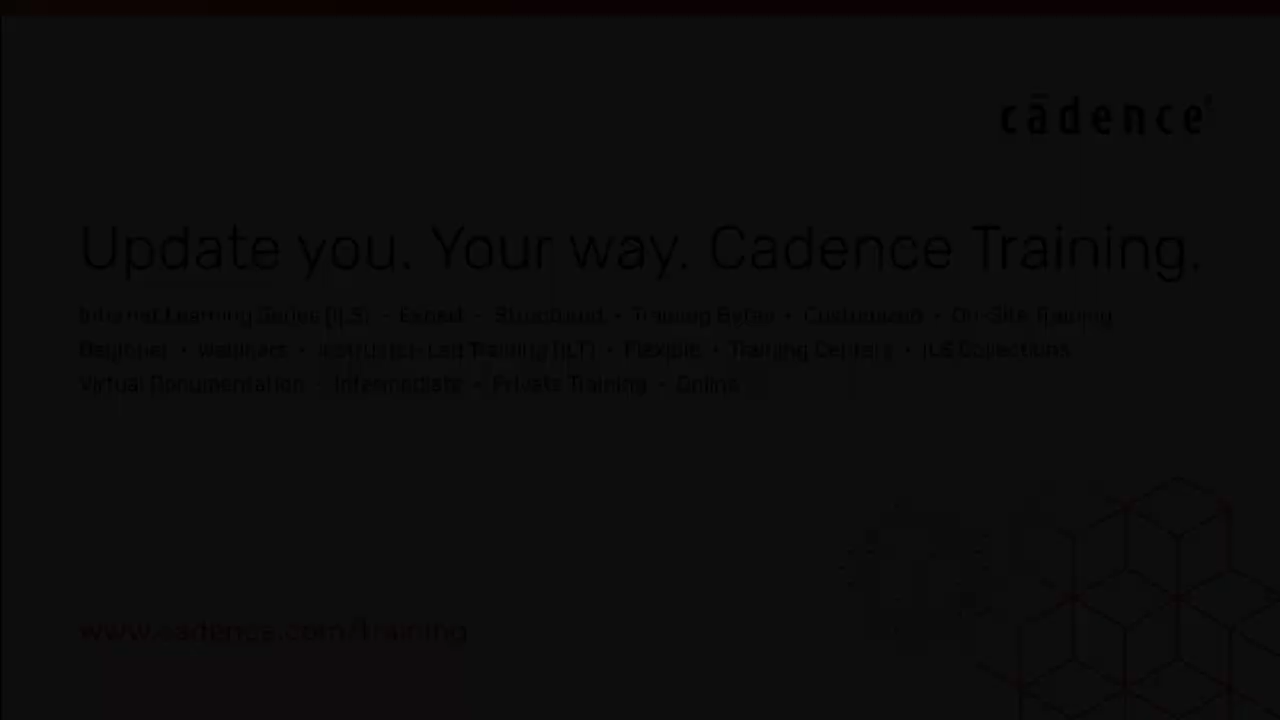 cādence®
Update you. Your way. Cadence Training.
Internet Learning Series (iLS) • Expert • Structured • Training Bytes • Customized • On-Site Training
Beginner • Webinars • Instructor-Led Training (ILT) • Flexible • Training Centers • iLS Collections
Virtual Documentation • Intermediate • Private Training • Online
www.cadence.com/training